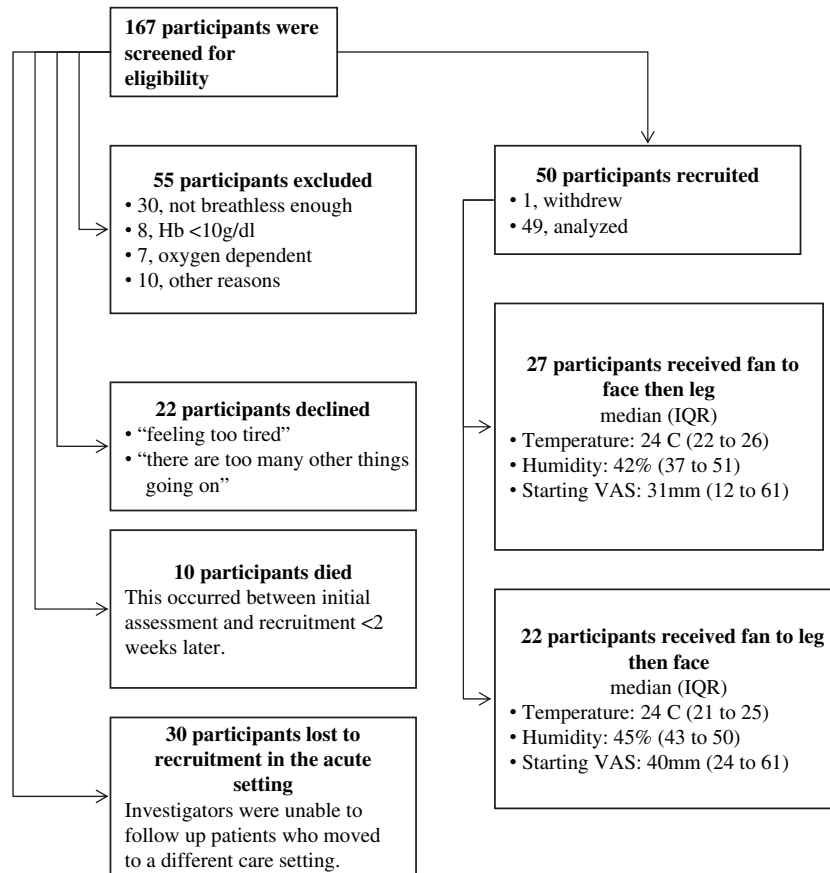 167 participants were
screened for
eligibility
55 participants excluded
• 30, not breathless enough
• 8, Hb <10g/dl
• 7, oxygen dependent
• 10, other reasons
22 participants declined
• “feeling too tired”
• “there are too many other things
going on”
10 participants died
This occurred between initial
assessment and recruitment <2
weeks later.
30 participants lost to
recruitment in the acute
setting
Investigators were unable to
follow up patients who moved
to a different care setting.
50 participants recruited
• 1, withdrew
• 49, analyzed
27 participants received fan to
face then leg
median (IQR)
• Temperature: 24 C (22 to 26)
• Humidity: 42% (37 to 51)
• Starting VAS: 31mm (12 to 61)
22 participants received fan to leg
then face
median (IQR)
• Temperature: 24 C (21 to 25)
• Humidity: 45% (43 to 50)
• Starting VAS: 40mm (24 to 61)